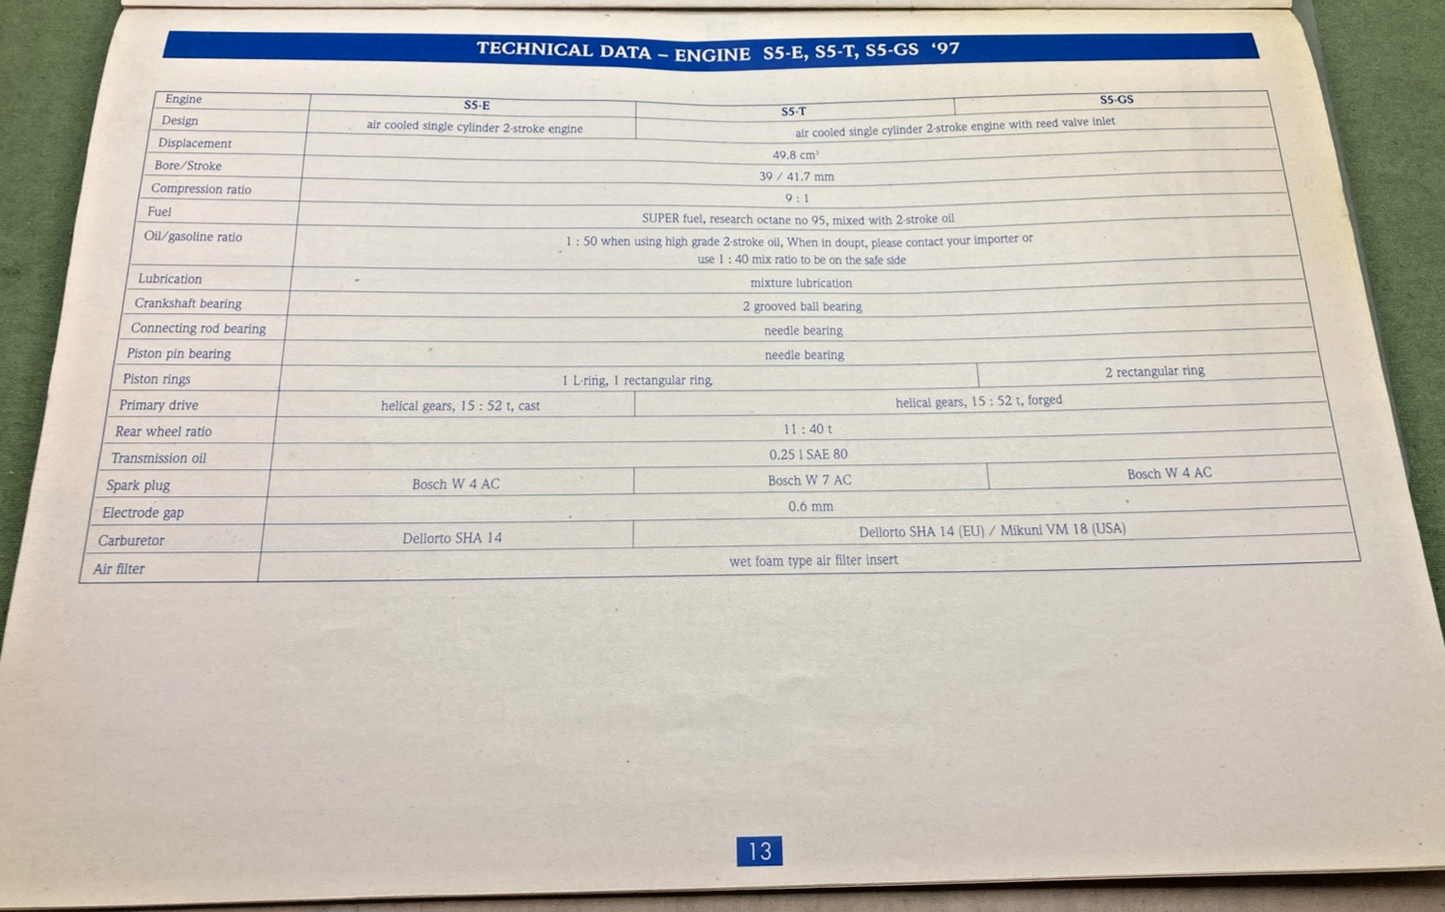 TECHNICAL DATA – ENGINE S5-E, S5-T, S5-GS ‘97
Engine S5-E S5-T S5-GS
Design air cooled single cylinder 2-stroke engine air cooled single cylinder 2-stroke engine with reed valve inlet
Displacement 49.8 cm³
Bore/Stroke 39 / 41.7 mm
Compression ratio 9 : 1
Fuel SUPER fuel, research octane no 95, mixed with 2-stroke oil
Oil/gasoline ratio 1 : 50 when using high grade 2-stroke oil, When in doupt, please contact your importer or
use 1 : 40 mix ratio to be on the safe side
Lubrication mixture lubrication
Crankshaft bearing 2 grooved ball bearing
Connecting rod bearing needle bearing
Piston pin bearing needle bearing
Piston rings 1 L-ring, 1 rectangular ring 2 rectangular ring
Primary drive helical gears, 15 : 52 t, cast helical gears, 15 : 52 t, forged
Rear wheel ratio 11 : 40 t
Transmission oil 0.25 l SAE 80
Spark plug Bosch W 4 AC Bosch W 7 AC Bosch W 4 AC
Electrode gap 0.6 mm
Carburetor Dellorto SHA 14 Dellorto SHA 14 (EU) / Mikuni VM 18 (USA)
Air filter wet foam type air filter insert
13